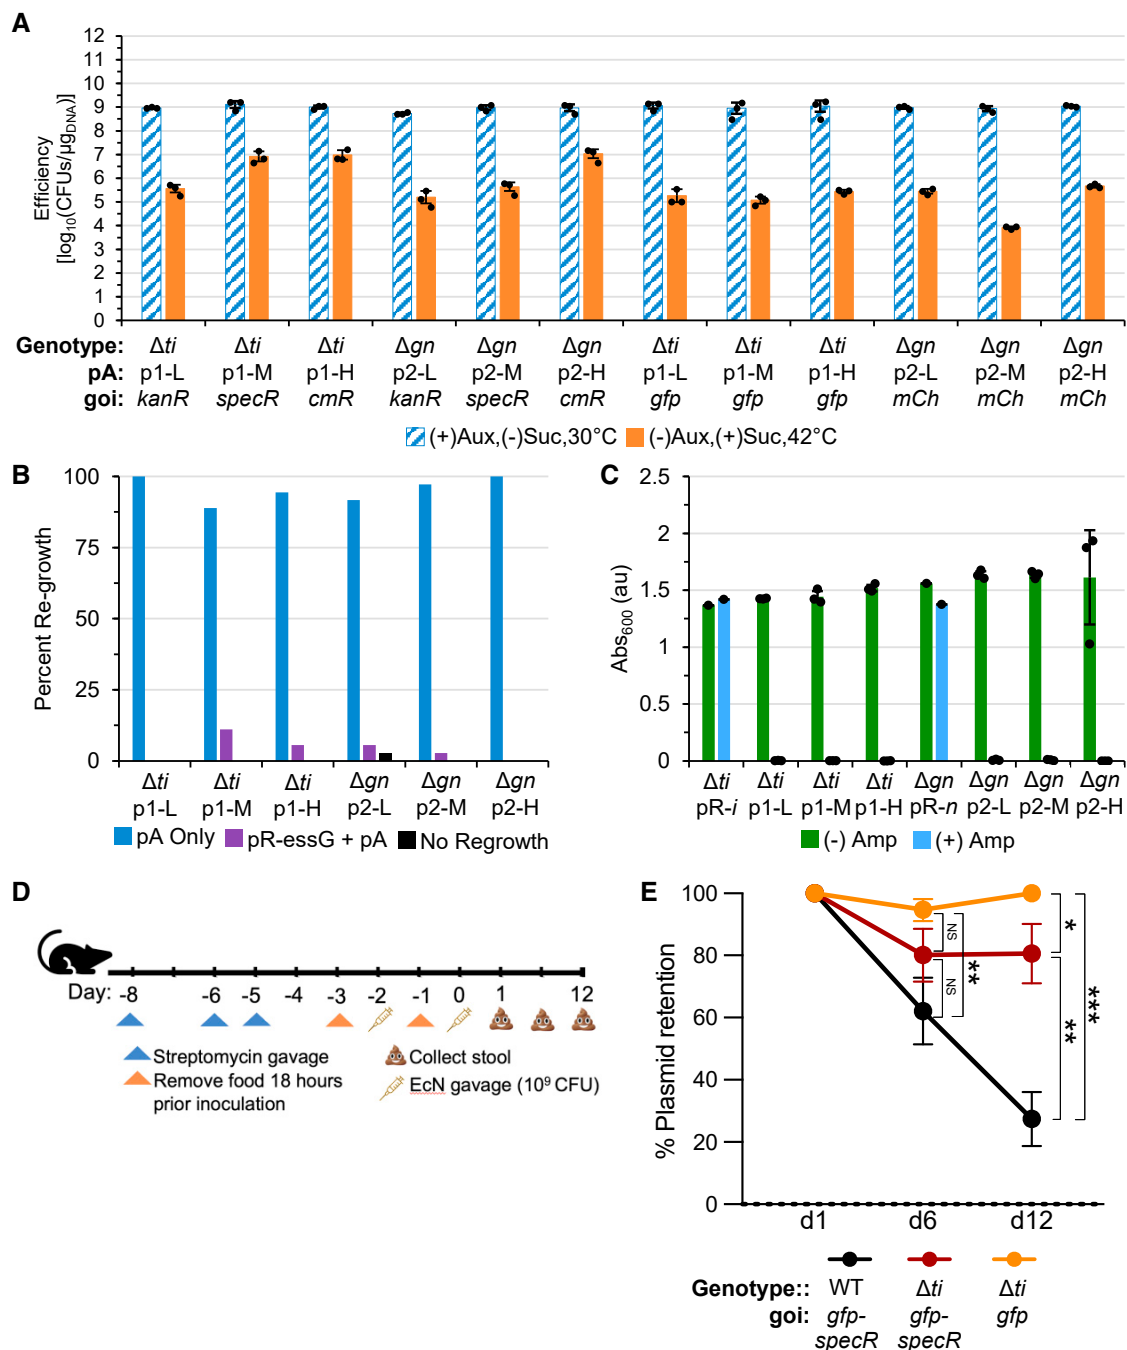 A
12
11
10
9
8
7
6
5
4
3
2
1
0
Efficiency
[log₁₀(CFUs/µg_DNA)]
Genotype: Δti Δti Δti Δgn Δgn Δgn Δti Δti Δti Δgn Δgn Δgn
pA: p1-L p1-M p1-H p2-L p2-M p2-H p1-L p1-M p1-H p2-L p2-M p2-H
goi: kanR specR cmR kanR specR cmR gfp gfp gfp mCh mCh mCh
(+)Aux,(-)Suc,30°C (-)Aux,(+)Suc,42°C
B
100
75
50
25
0
Percent Re-growth
Δti Δti Δti Δgn Δgn Δgn
p1-L p1-M p1-H p2-L p2-M p2-H
pA Only pR-essG + pA No Regrowth
C
2.5
2
1.5
1
0.5
0
Abs₆₀₀ (au)
Δti Δti Δti Δti Δgn Δgn Δgn Δgn
pR-i p1-L p1-M p1-H pR-n p2-L p2-M p2-H
(-) Amp (+) Amp
D
Day: -8 -6 -5 -4 -3 -2 -1 0 1 6 12
Streptomycin gavage
Remove food 18 hours
prior inoculation
Collect stool
EcN gavage (10⁹ CFU)
E
100
80
60
40
20
0
% Plasmid retention
NS
NS
**
*
**
***
d1 d6 d12
Genotype:: WT Δti Δti
goi: gfp- gfp- gfp
specR specR